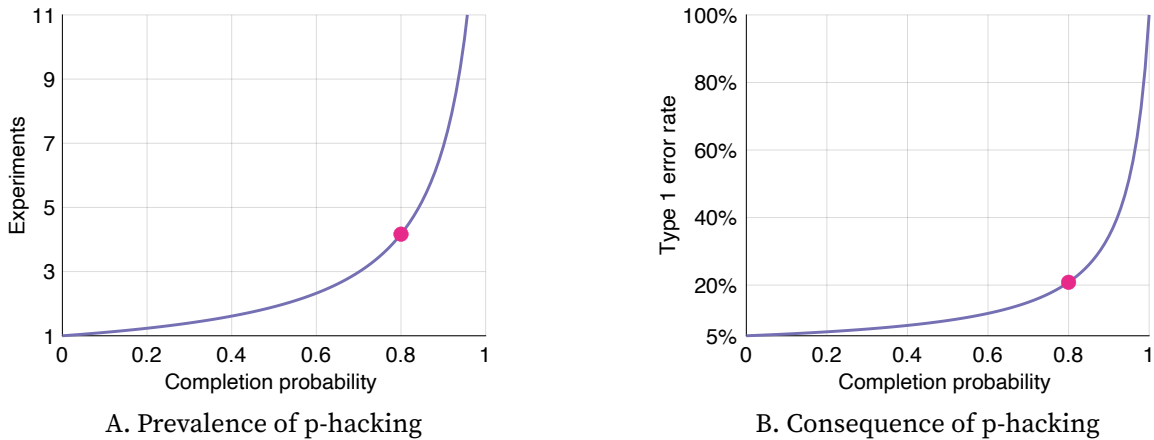 11
9
7
5
3
1
Experiments
0 0.2 0.4 0.6 0.8 1
Completion probability
A. Prevalence of p-hacking
100%
80%
60%
40%
20%
5%
Type 1 error rate
0 0.2 0.4 0.6 0.8 1
Completion probability
B. Consequence of p-hacking